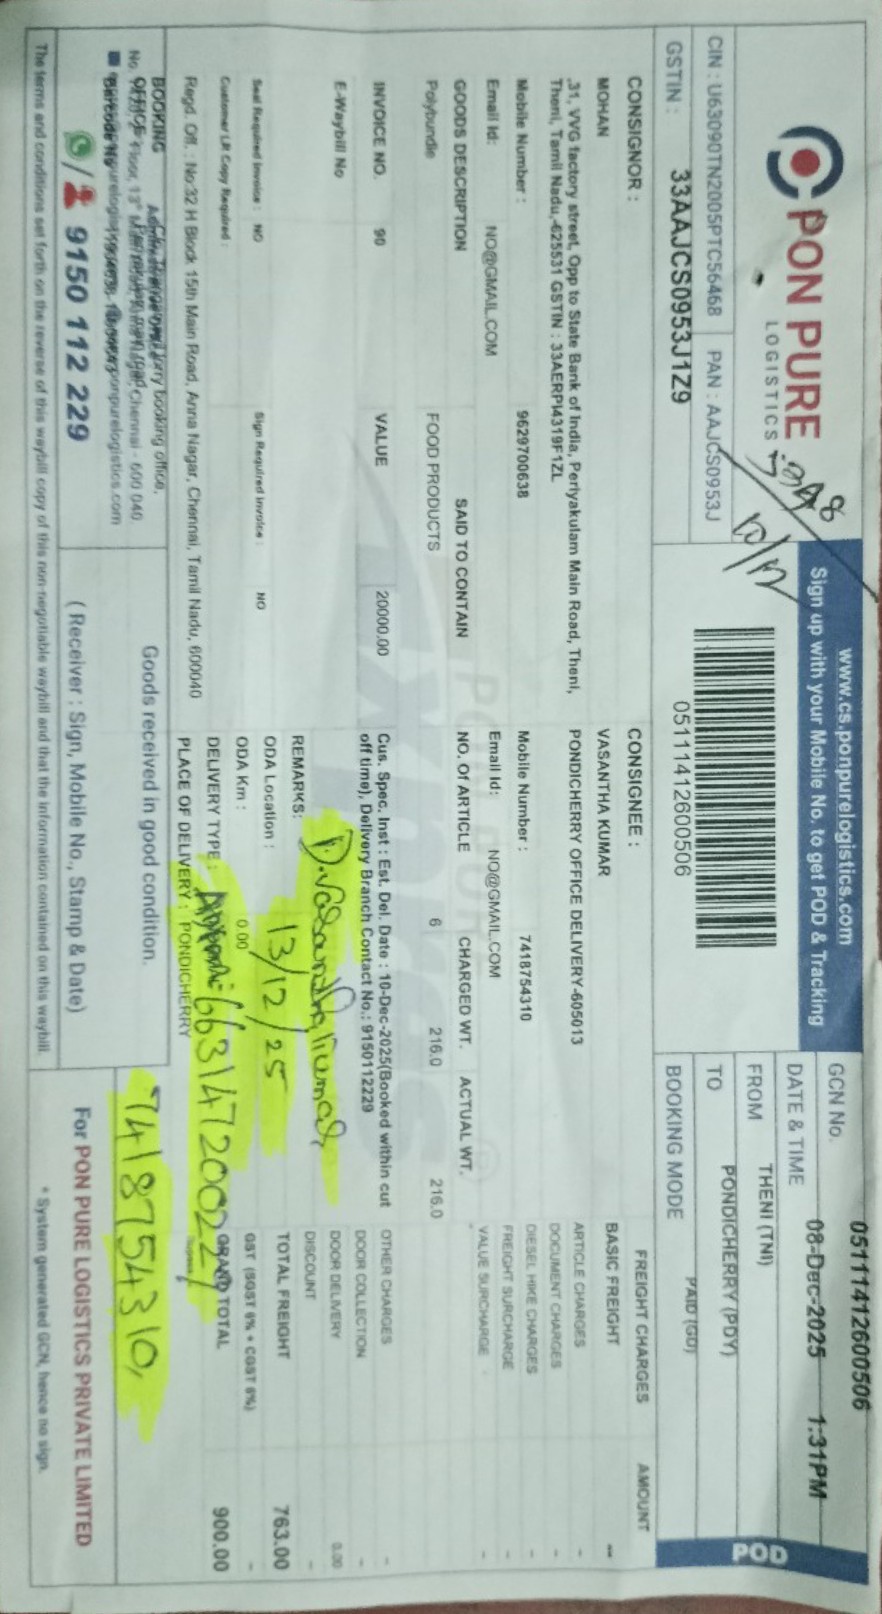 PON PURE
LOGISTICS
CIN : U63090TN2005PTC56468 PAN : AAJCS0953J
GSTIN : 33AAJCS0953J1Z9
10/12
www.cs.ponpurelogistics.com
Sign up with your Mobile No. to get POD & Tracking
05111412600506
GCN No. 05111412600506
DATE & TIME 08-Dec-2025 1:31PM
FROM THENI (TNI)
TO PONDICHERRY (PDY)
BOOKING MODE PAID (GD)
POD
CONSIGNOR :
MOHAN
31, VVG factory street, Opp to State Bank of India, Periyakulam Main Road, Theni,
Theni, Tamil Nadu,-625531 GSTIN : 33AERPI4319F1ZL
Mobile Number : 9629700638
Email Id: NO@GMAIL.COM
CONSIGNEE :
VASANTHA KUMAR
PONDICHERRY OFFICE DELIVERY-605013
Mobile Number : 7418754310
Email Id: NO@GMAIL.COM
GOODS DESCRIPTION SAID TO CONTAIN NO. Of ARTICLE CHARGED WT. ACTUAL WT.
Polybundle FOOD PRODUCTS 6 216.0 216.0
INVOICE NO. 90 VALUE 20000.00
E-Waybill No
Cus. Spec. Inst : Est. Del. Date : 10-Dec-2025(Booked within cut
off time), Delivery Branch Contact No.: 9150112229
REMARKS:
ODA Location :
13/12/25
ODA Km : 0.00
DELIVERY TYPE :
PLACE OF DELIVERY : PONDICHERRY
663147200221
7418754310,
Seal Required Invoice : NO Sign Required Invoice : NO
Customer LR Copy Required :
Regd. Off. : No:32 H Block 15th Main Road, Anna Nagar, Chennai, Tamil Nadu, 600040
FREIGHT CHARGES AMOUNT
BASIC FREIGHT --
ARTICLE CHARGES -
DOCUMENT CHARGES -
DIESEL HIKE CHARGES -
FREIGHT SURCHARGE -
VALUE SURCHARGE -
OTHER CHARGES -
DOOR COLLECTION -
DOOR DELIVERY 0.00
DISCOUNT -
TOTAL FREIGHT 763.00
GST (SGST 9% + CGST 9%) -
GRAND TOTAL 900.00
BOOKING
OFFICE
9150 112 229
Goods received in good condition.
( Receiver : Sign, Mobile No., Stamp & Date)
For PON PURE LOGISTICS PRIVATE LIMITED
The terms and conditions set forth on the reverse of this waybill copy of this non-negotiable waybill and that the information contained on this waybill.
* System generated GCN, hence no sign.